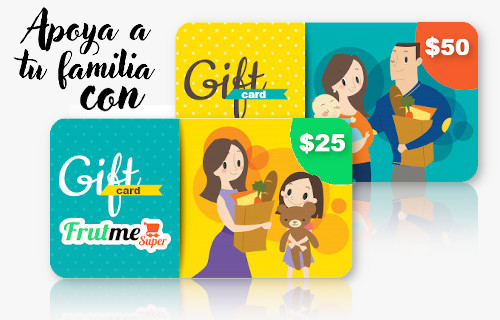 Apoya a
tu familia
con
Gift
card
$50
Gift
card
$25
Frutme
Super